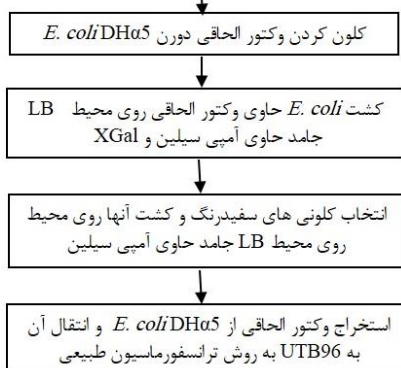 کلون کردن وکتور الحاقی دورن E. coli DHα5
کشت E. coli حاوی وکتور الحاقی روی محیط LB
جامد حاوی آمپی سیلین و XGal
انتخاب کلونی های سفیدرنگ و کشت آنها روی محیط
روی محیط LB جامد حاوی آمپی سیلین
استخراج وکتور الحاقی از E. coli DHα5 و انتقال آن
به UTB96 به روش ترانسفورماسیون طبیعی